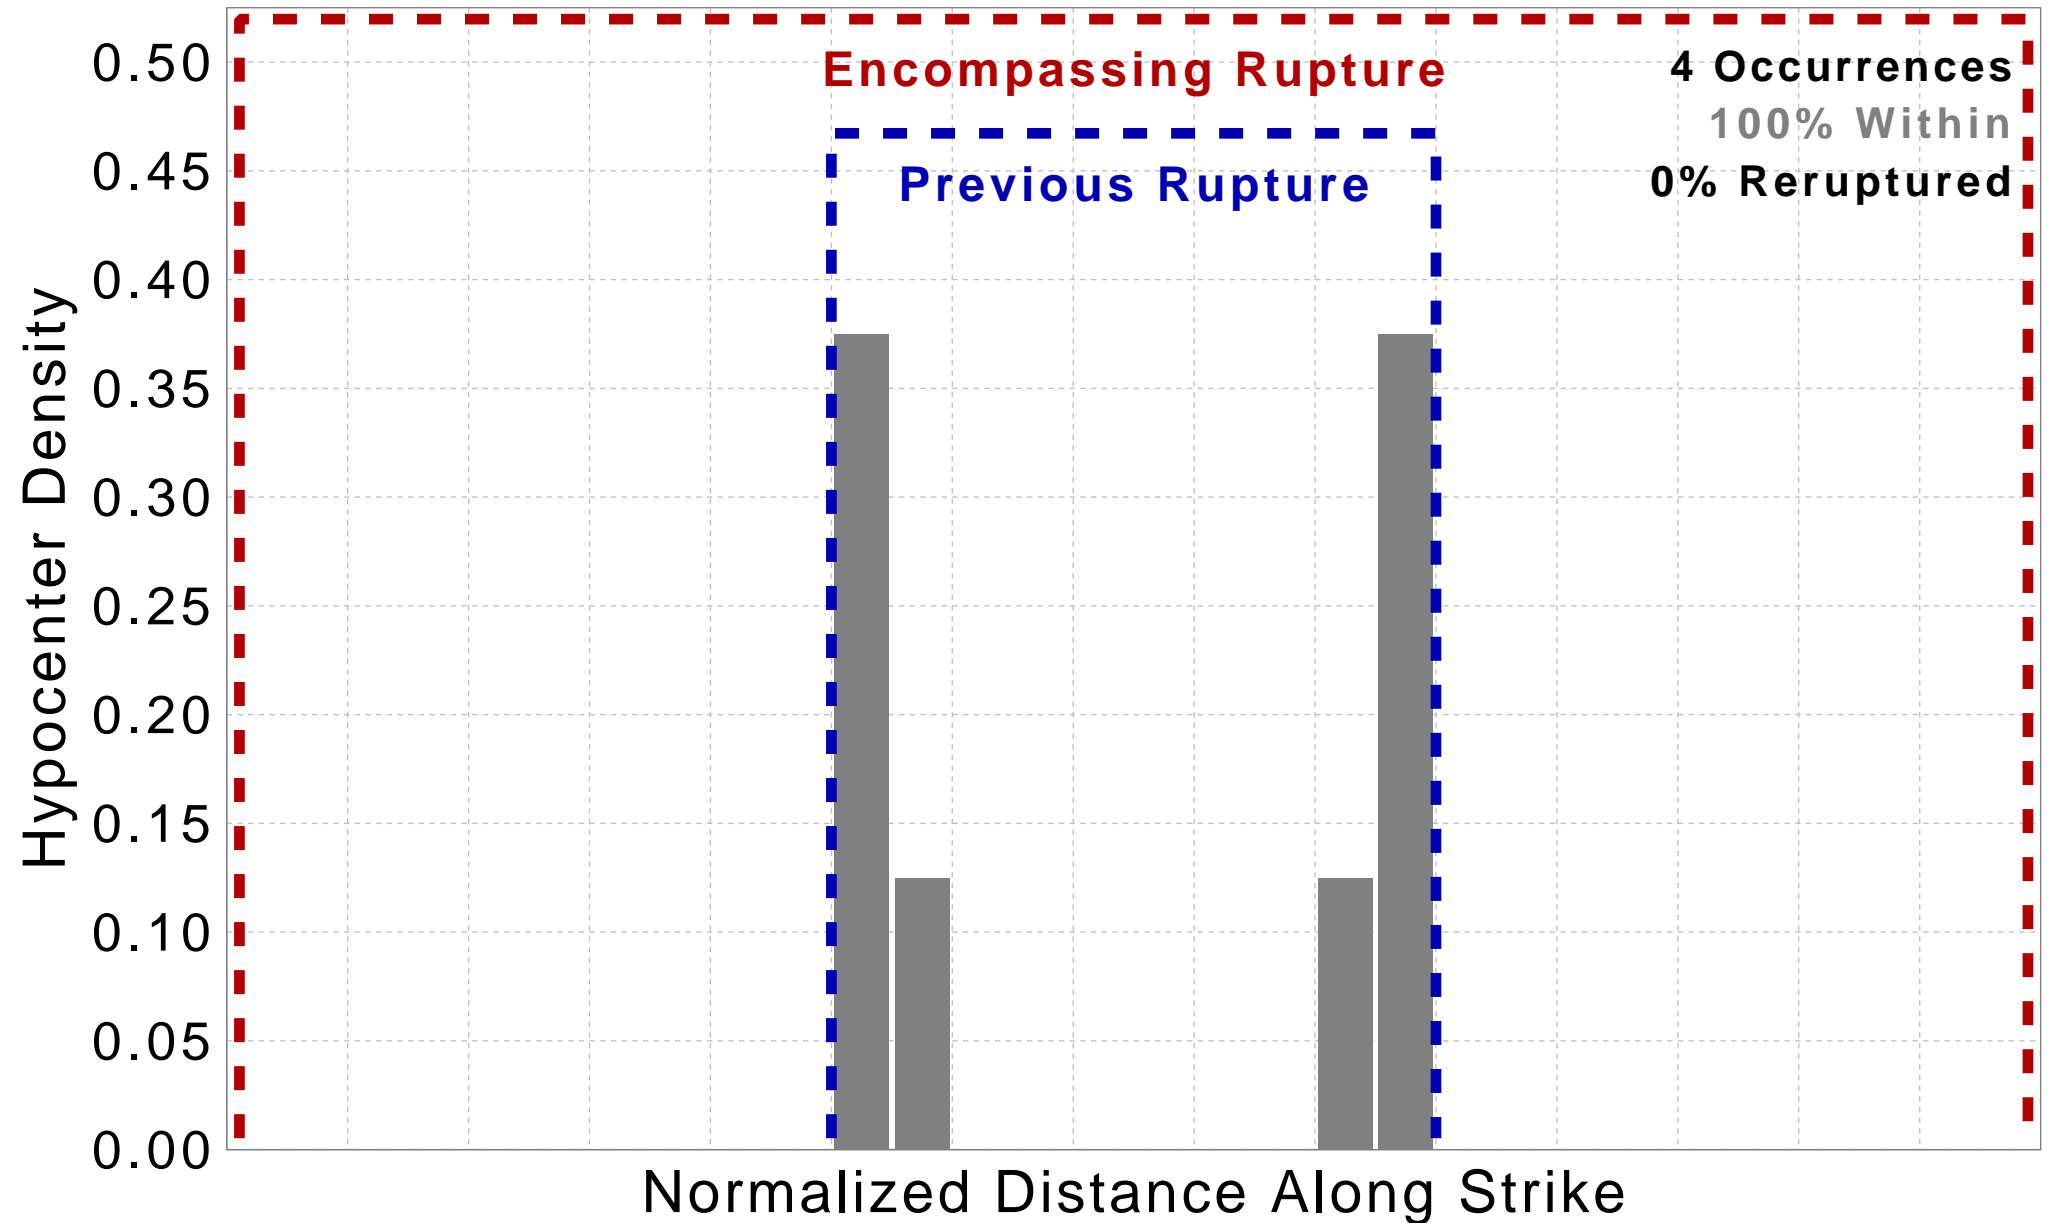 Encompassing Rupture
4 Occurrences
100% Within
Previous Rupture
0% Reruptured
Hypocenter Density
0.50
0.45
0.40
0.35
0.30
0.25
0.20
0.15
0.10
0.05
0.00
Normalized Distance Along Strike